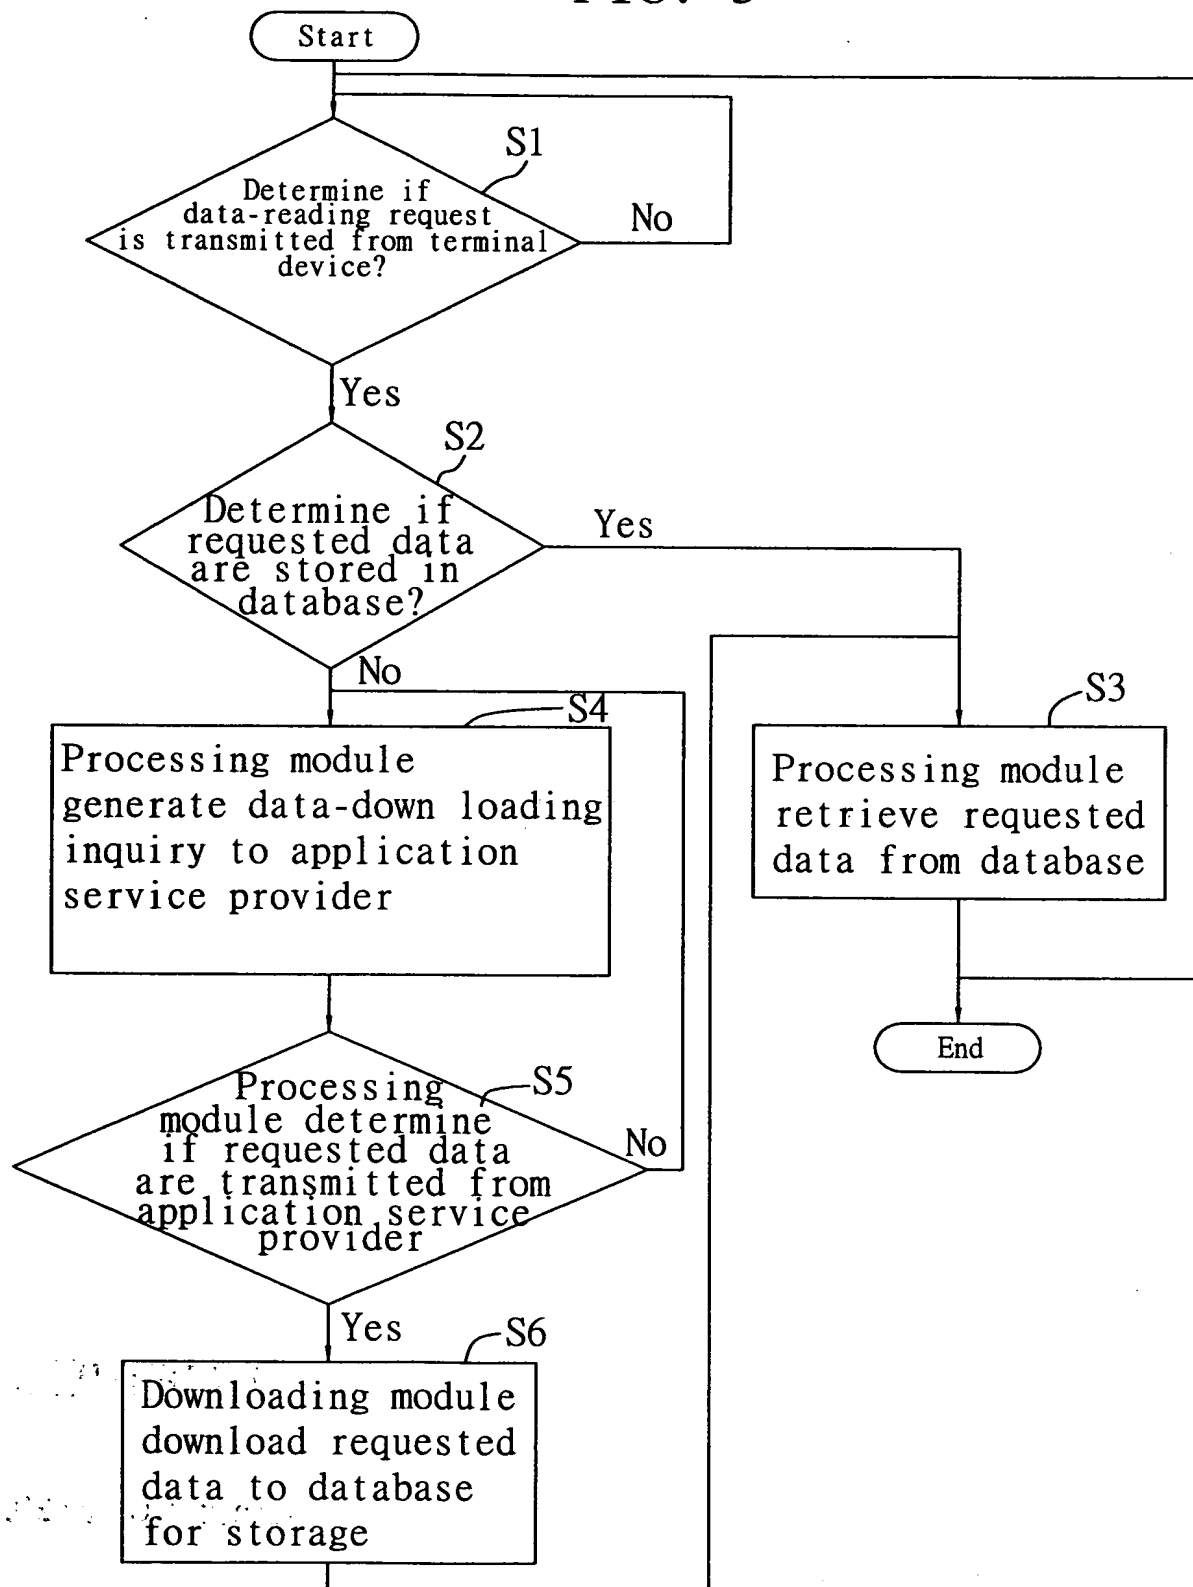 Start
S1
Determine if
data-reading request
is transmitted from terminal
device?
No
Yes
S2
Determine if
requested data
are stored in
database?
Yes
No
S4
Processing module
generate data-down loading
inquiry to application
service provider
S3
Processing module
retrieve requested
data from database
End
S5
Processing
module determine
if requested data
are transmitted from
application service
provider
No
Yes
S6
Downloading module
download requested
data to database
for storage